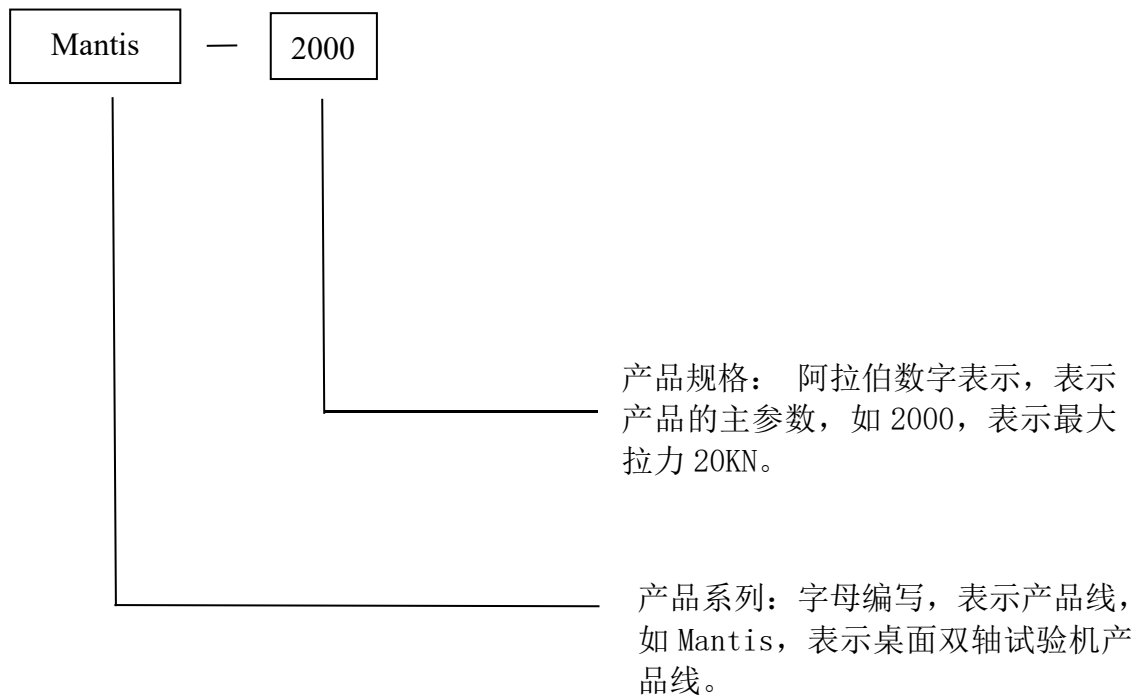 Mantis — 2000
产品规格： 阿拉伯数字表示，表示
产品的主参数，如 2000，表示最大
拉力 20KN。
产品系列：字母编写，表示产品线，
如 Mantis，表示桌面双轴试验机产
品线。